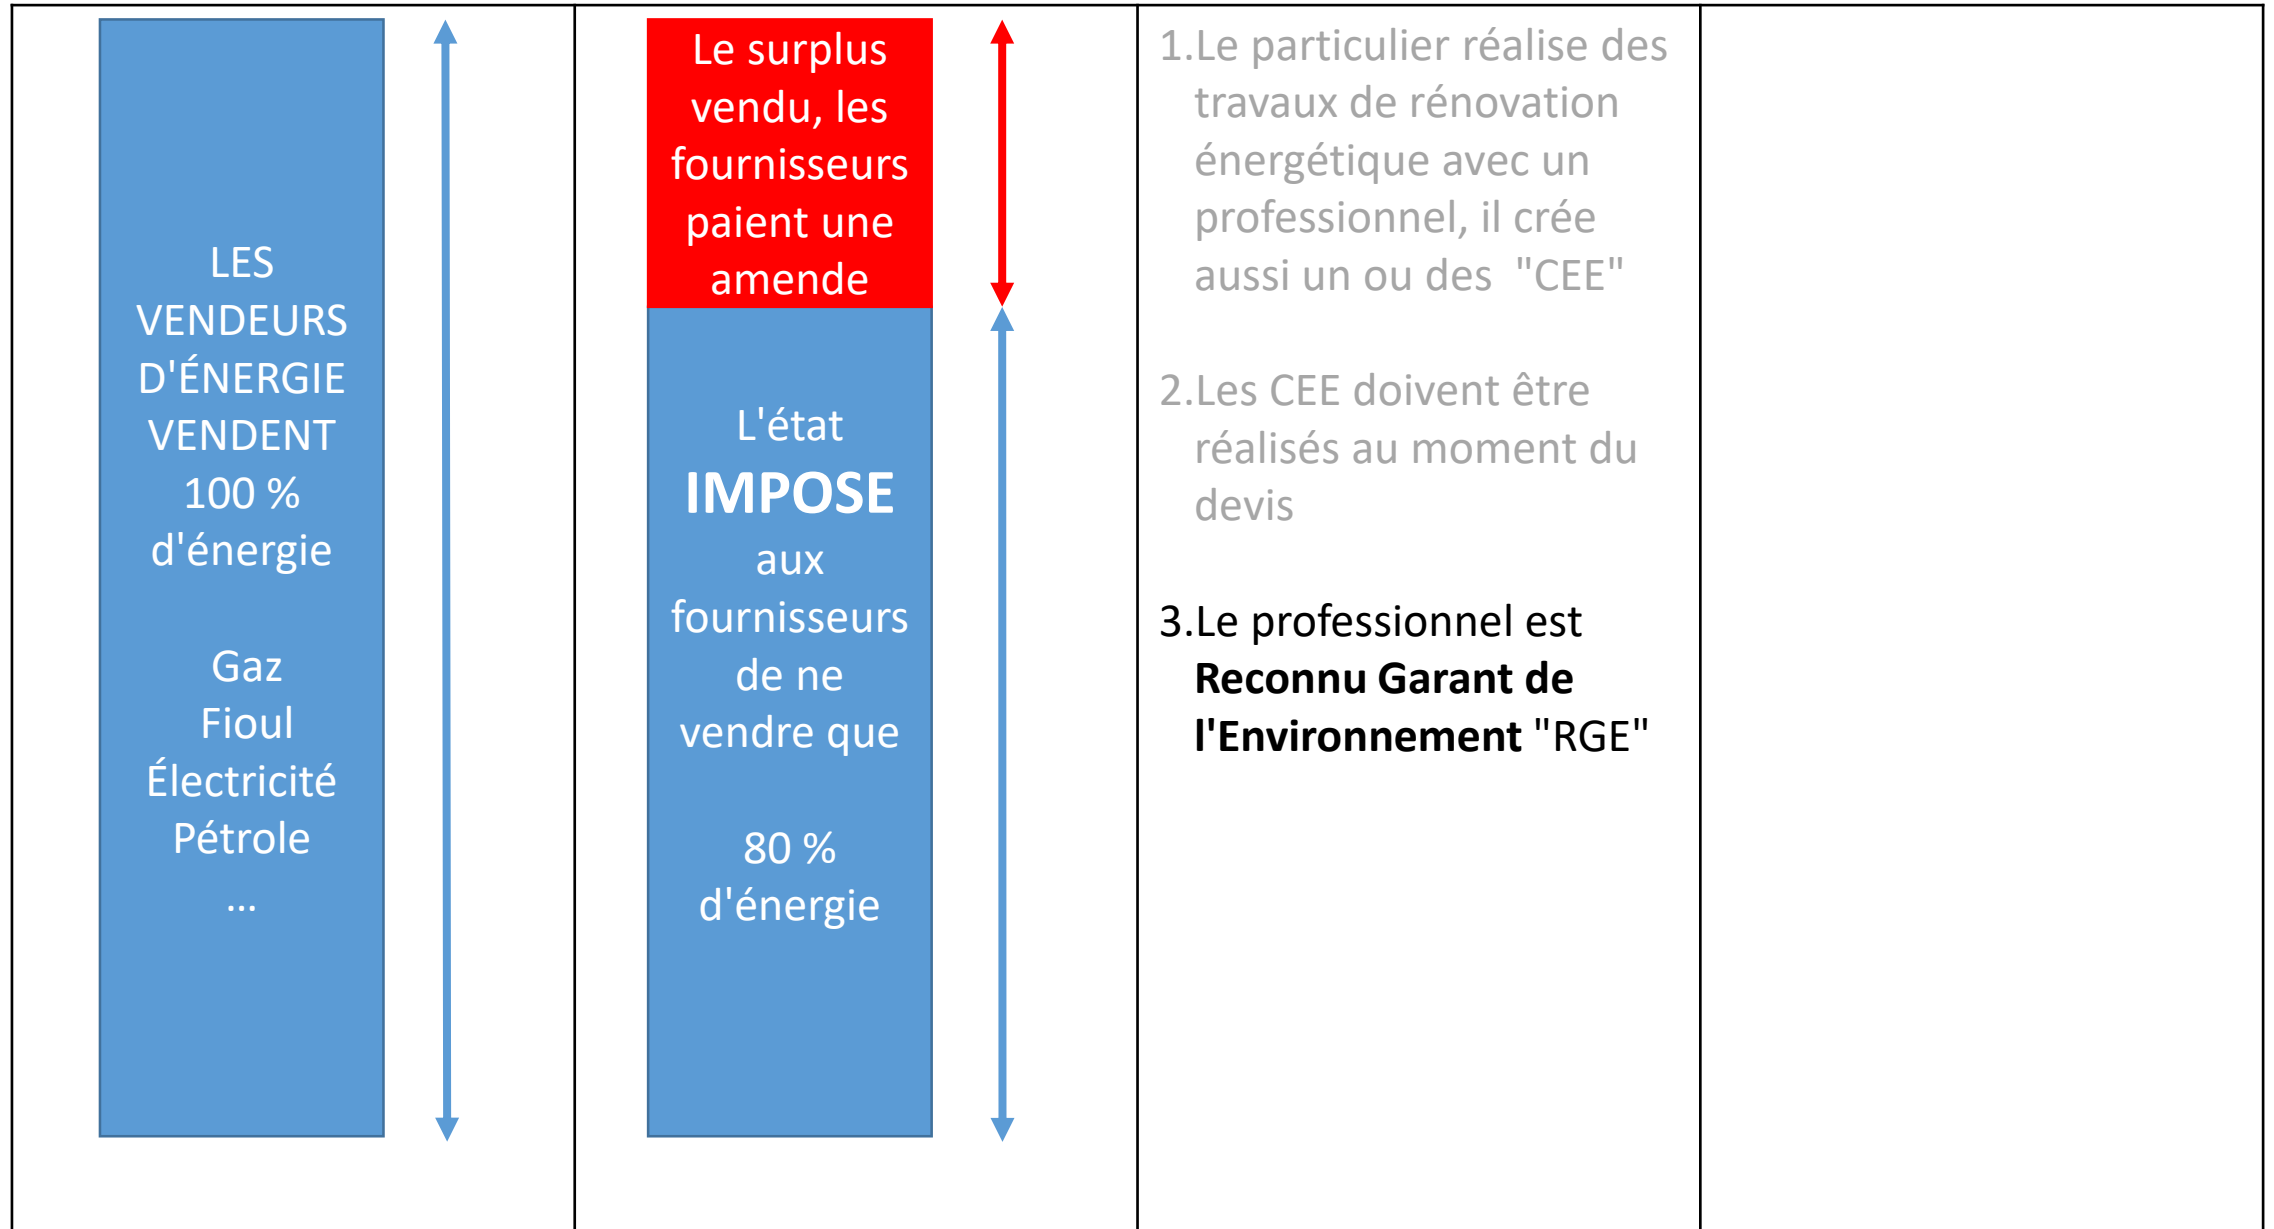 LES
VENDEURS
D'ÉNERGIE
VENDENT
100 %
d'énergie
Gaz
Fioul
Électricité
Pétrole
...
Le surplus
vendu, les
fournisseurs
paient une
amende
L'état
IMPOSE
aux
fournisseurs
de ne
vendre que
80 %
d'énergie
1.Le particulier réalise des
travaux de rénovation
énergétique avec un
professionnel, il crée
aussi un ou des "CEE"
2.Les CEE doivent être
réalisés au moment du
devis
3.Le professionnel est
Reconnu Garant de
l'Environnement "RGE"